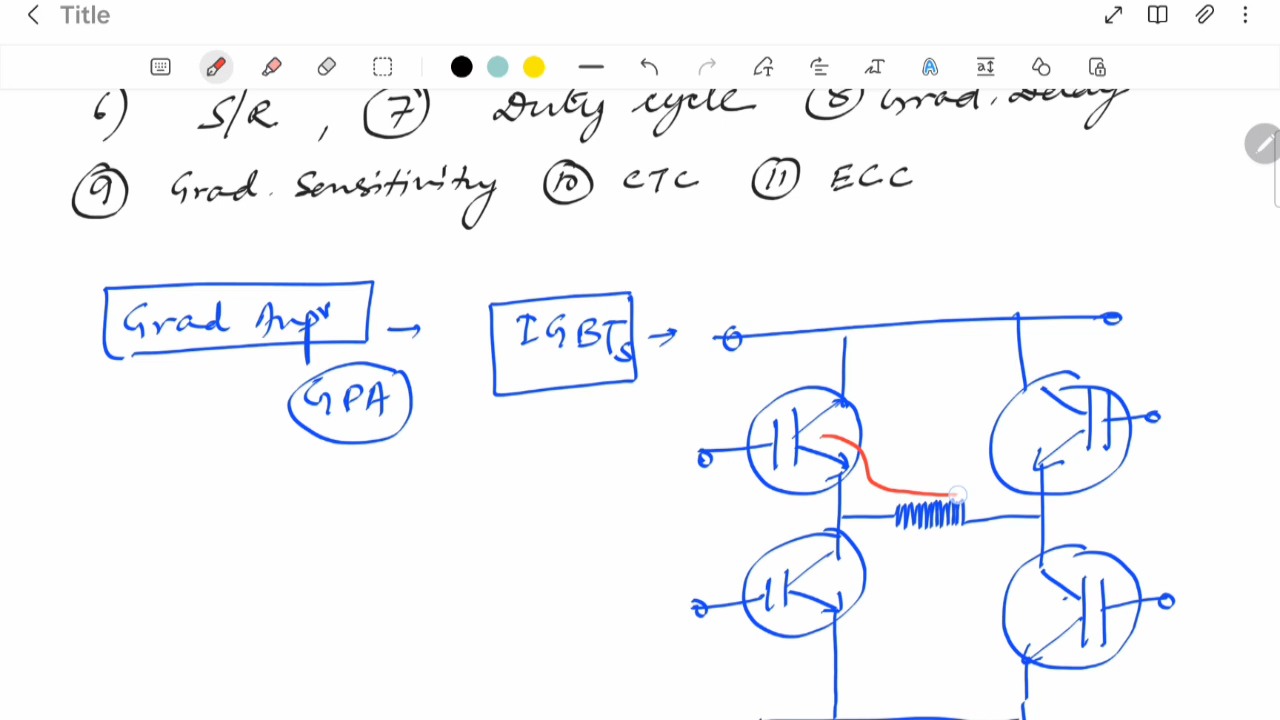 Title
6) S/R , (7) Duty cycle (8) Grad. Delay
(9) Grad. Sensitivity (10) CTC (11) ECC
Grad Ampr → IGBTs →
GPA